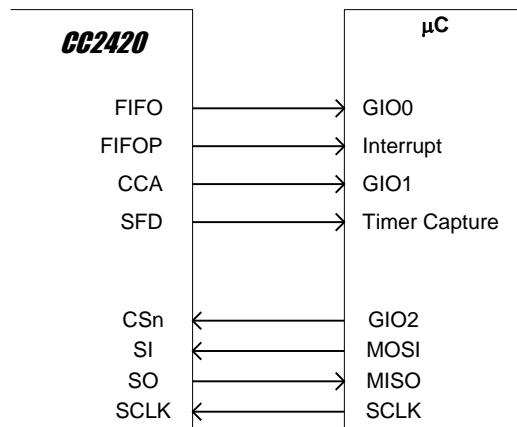 CC2420 µC
FIFO GIO0
FIFOP Interrupt
CCA GIO1
SFD Timer Capture
CSn GIO2
SI MOSI
SO MISO
SCLK SCLK